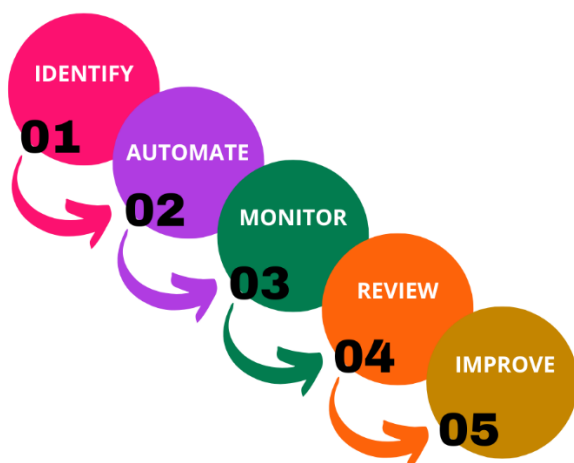 IDENTIFY
01
AUTOMATE
02
MONITOR
03
REVIEW
04
IMPROVE
05